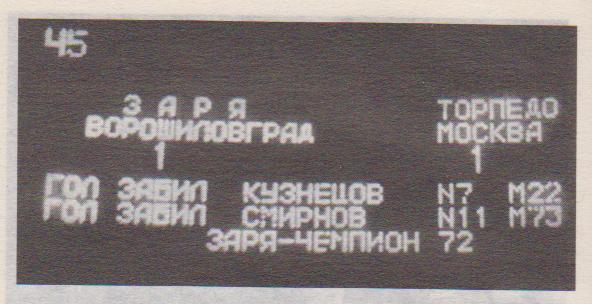 45
З А Р Я ТОРПЕДО
ВОРОШИЛОВГРАД МОСКВА
1 1
ГОЛ ЗАБИЛ КУЗНЕЦОВ N7 М22
ГОЛ ЗАБИЛ СМИРНОВ N11 М73
ЗАРЯ-ЧЕМПИОН 72